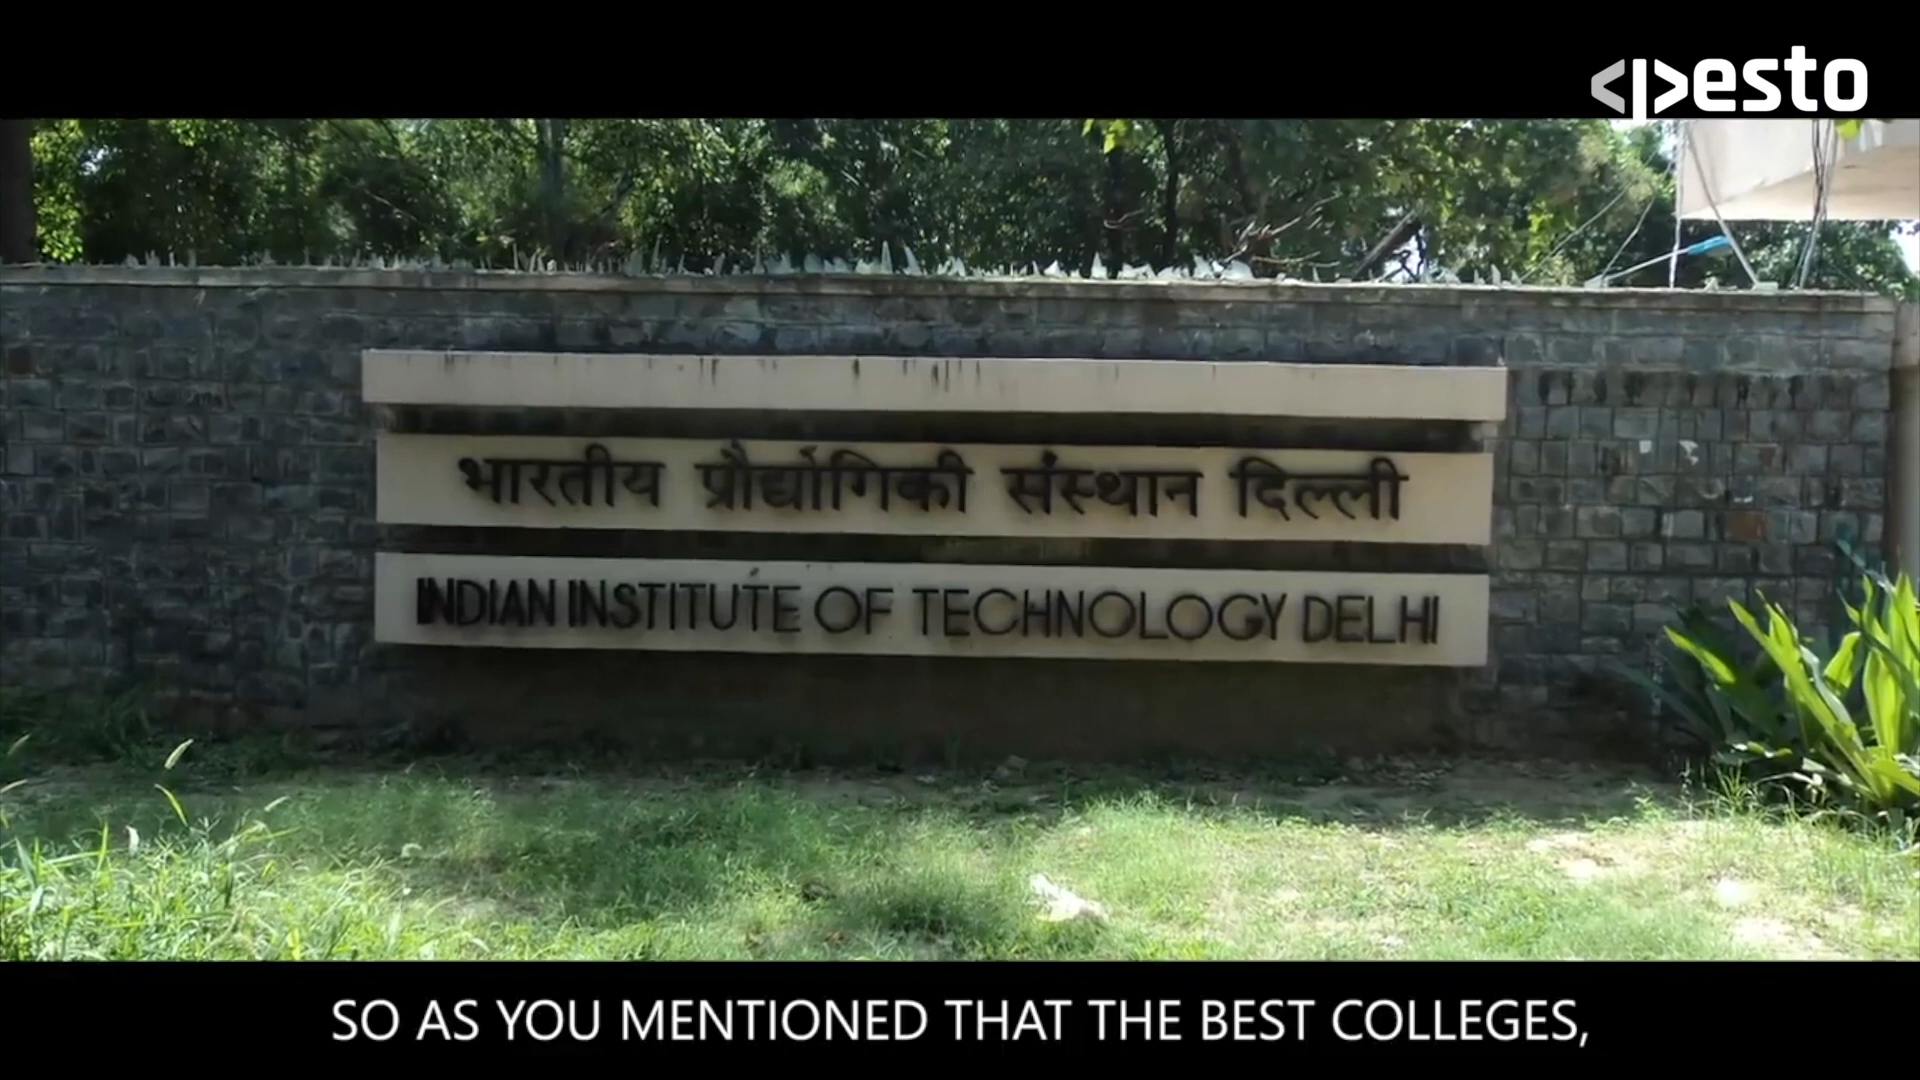 <p>esto
भारतीय प्रौद्योगिकी संस्थान दिल्ली
INDIAN INSTITUTE OF TECHNOLOGY DELHI
SO AS YOU MENTIONED THAT THE BEST COLLEGES,